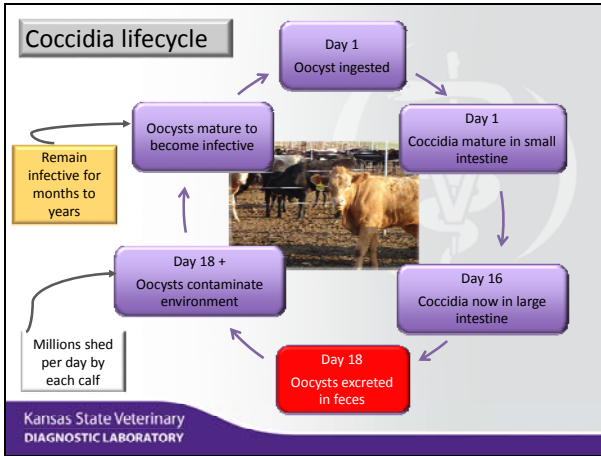 Coccidia lifecycle
Day 1
Oocyst ingested
Day 1
Coccidia mature in small
intestine
Day 16
Coccidia now in large
intestine
Day 18
Oocysts excreted
in feces
Day 18 +
Oocysts contaminate
environment
Millions shed
per day by
each calf
Oocysts mature to
become infective
Remain
infective for
months to
years
Kansas State Veterinary
DIAGNOSTIC LABORATORY